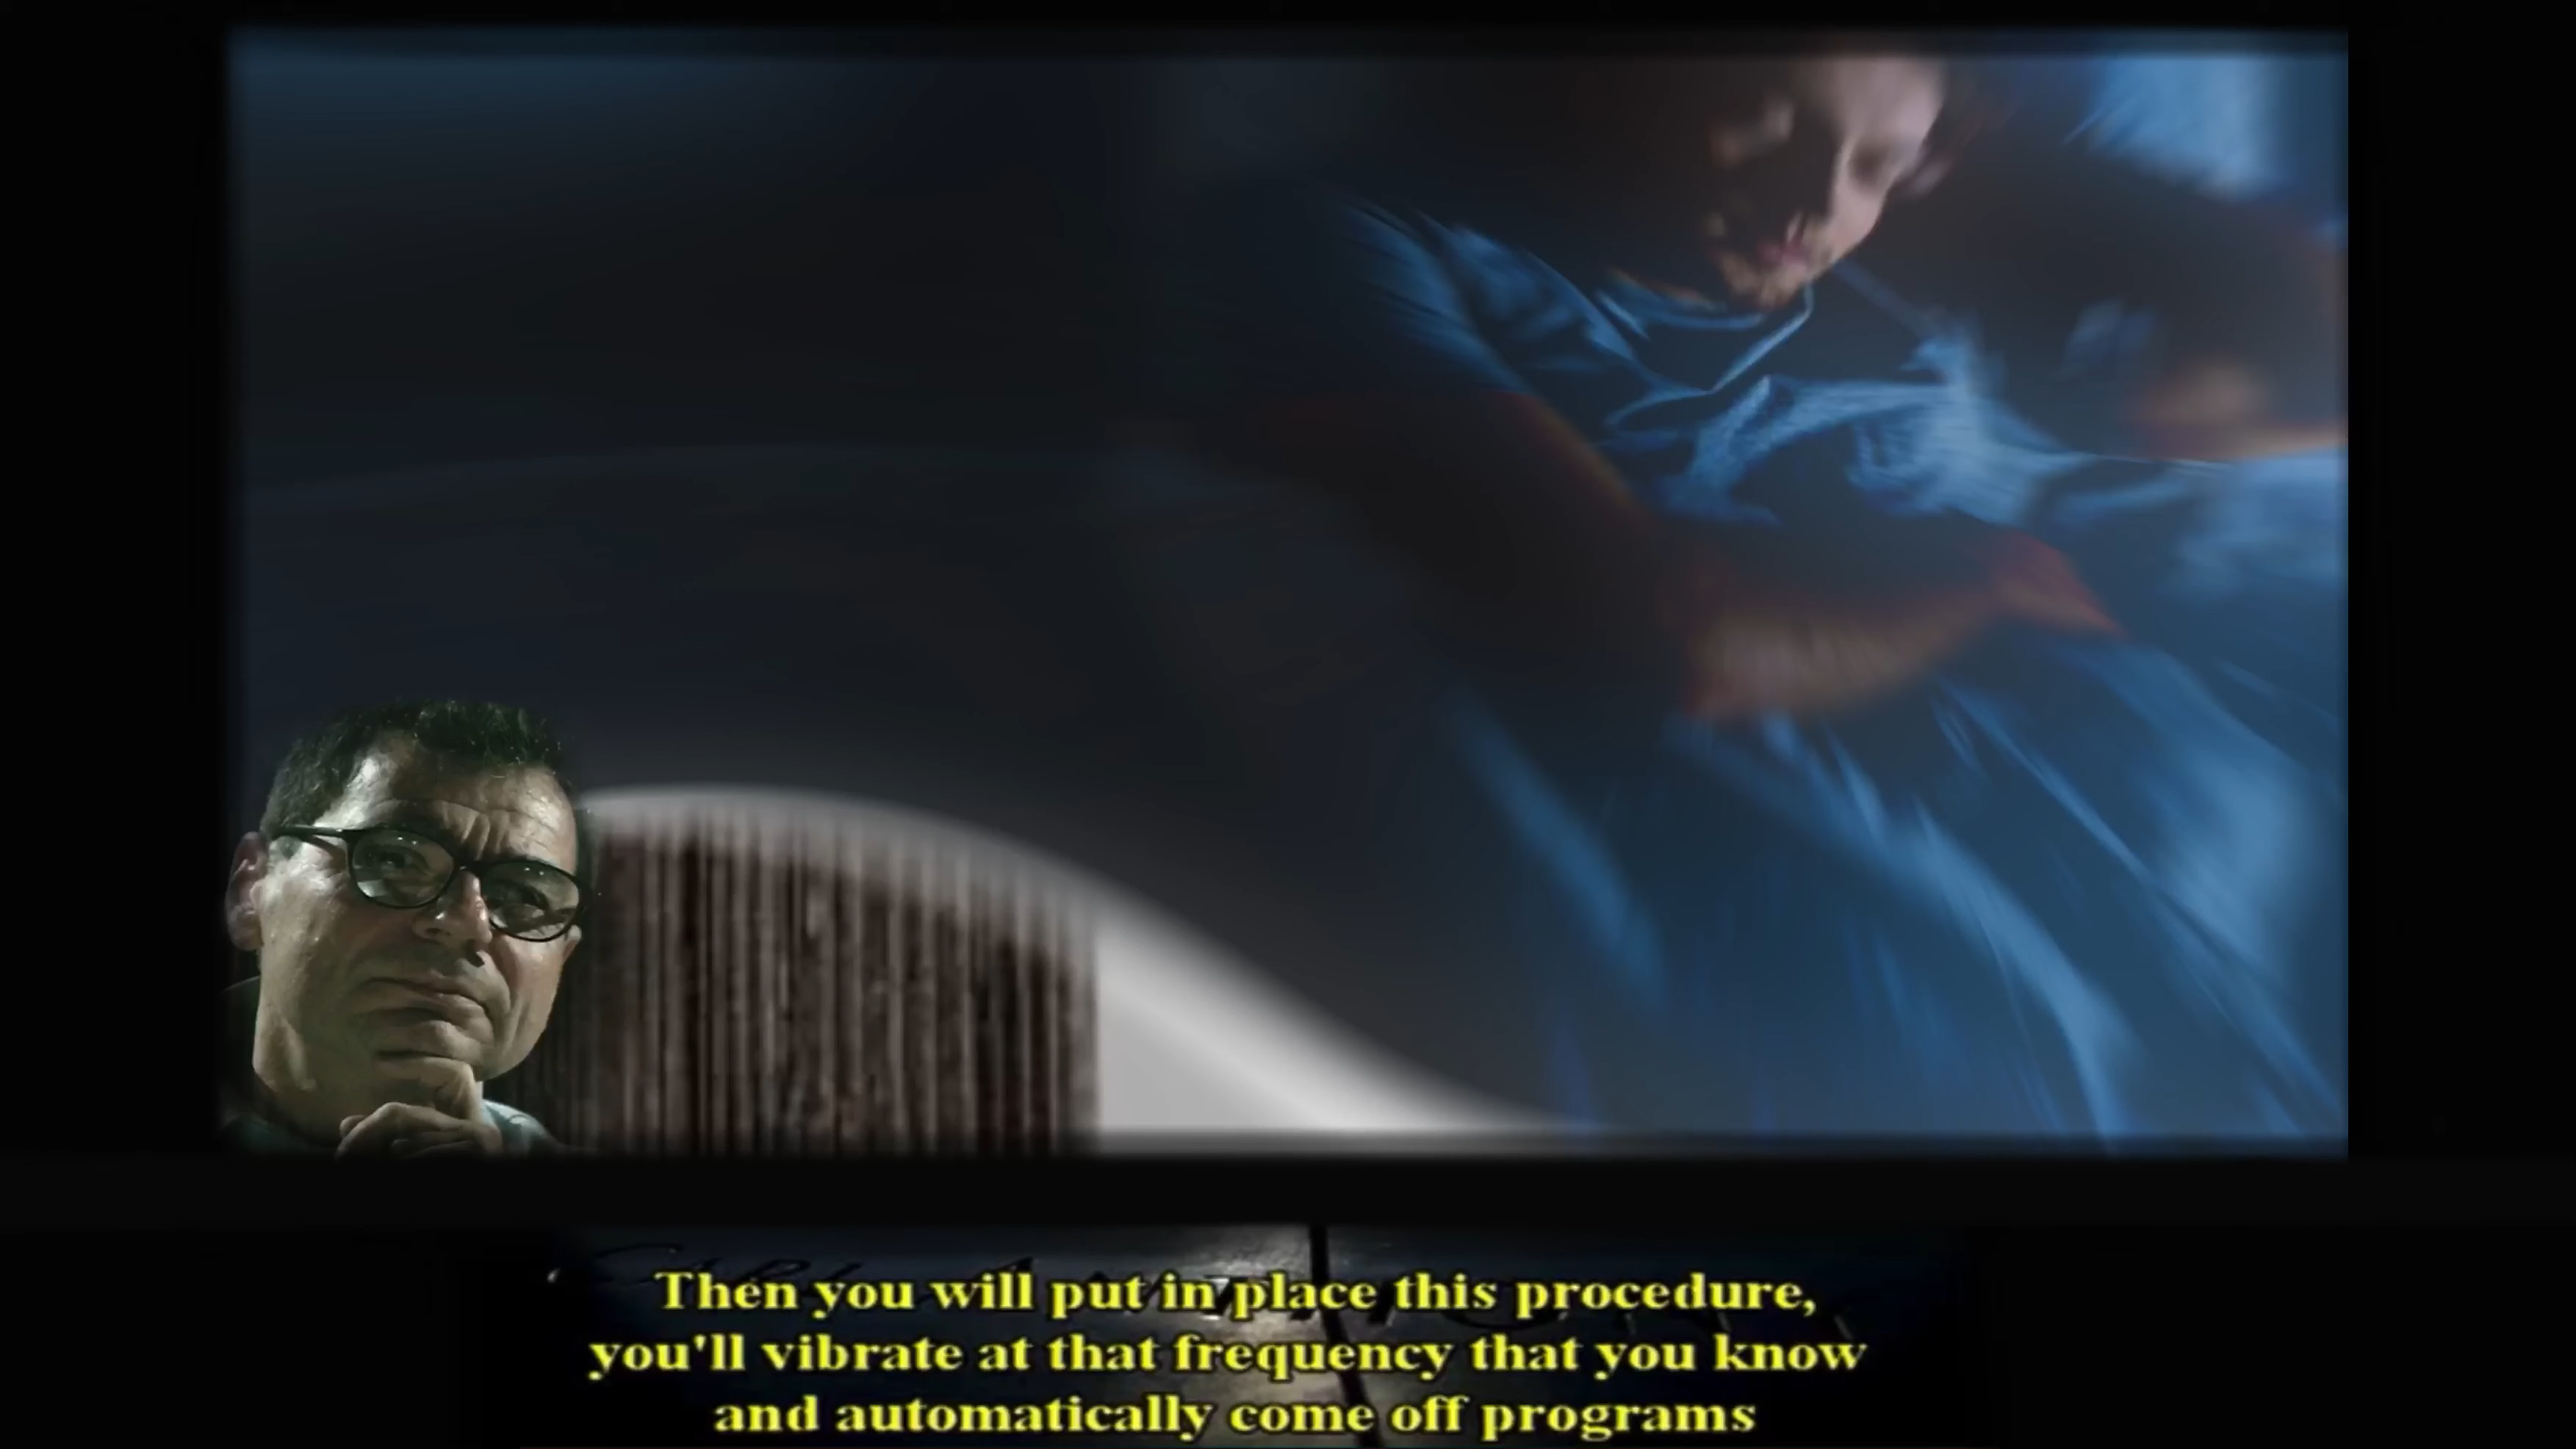 Then you will put in place this procedure,
you'll vibrate at that frequency that you know
and automatically come off programs